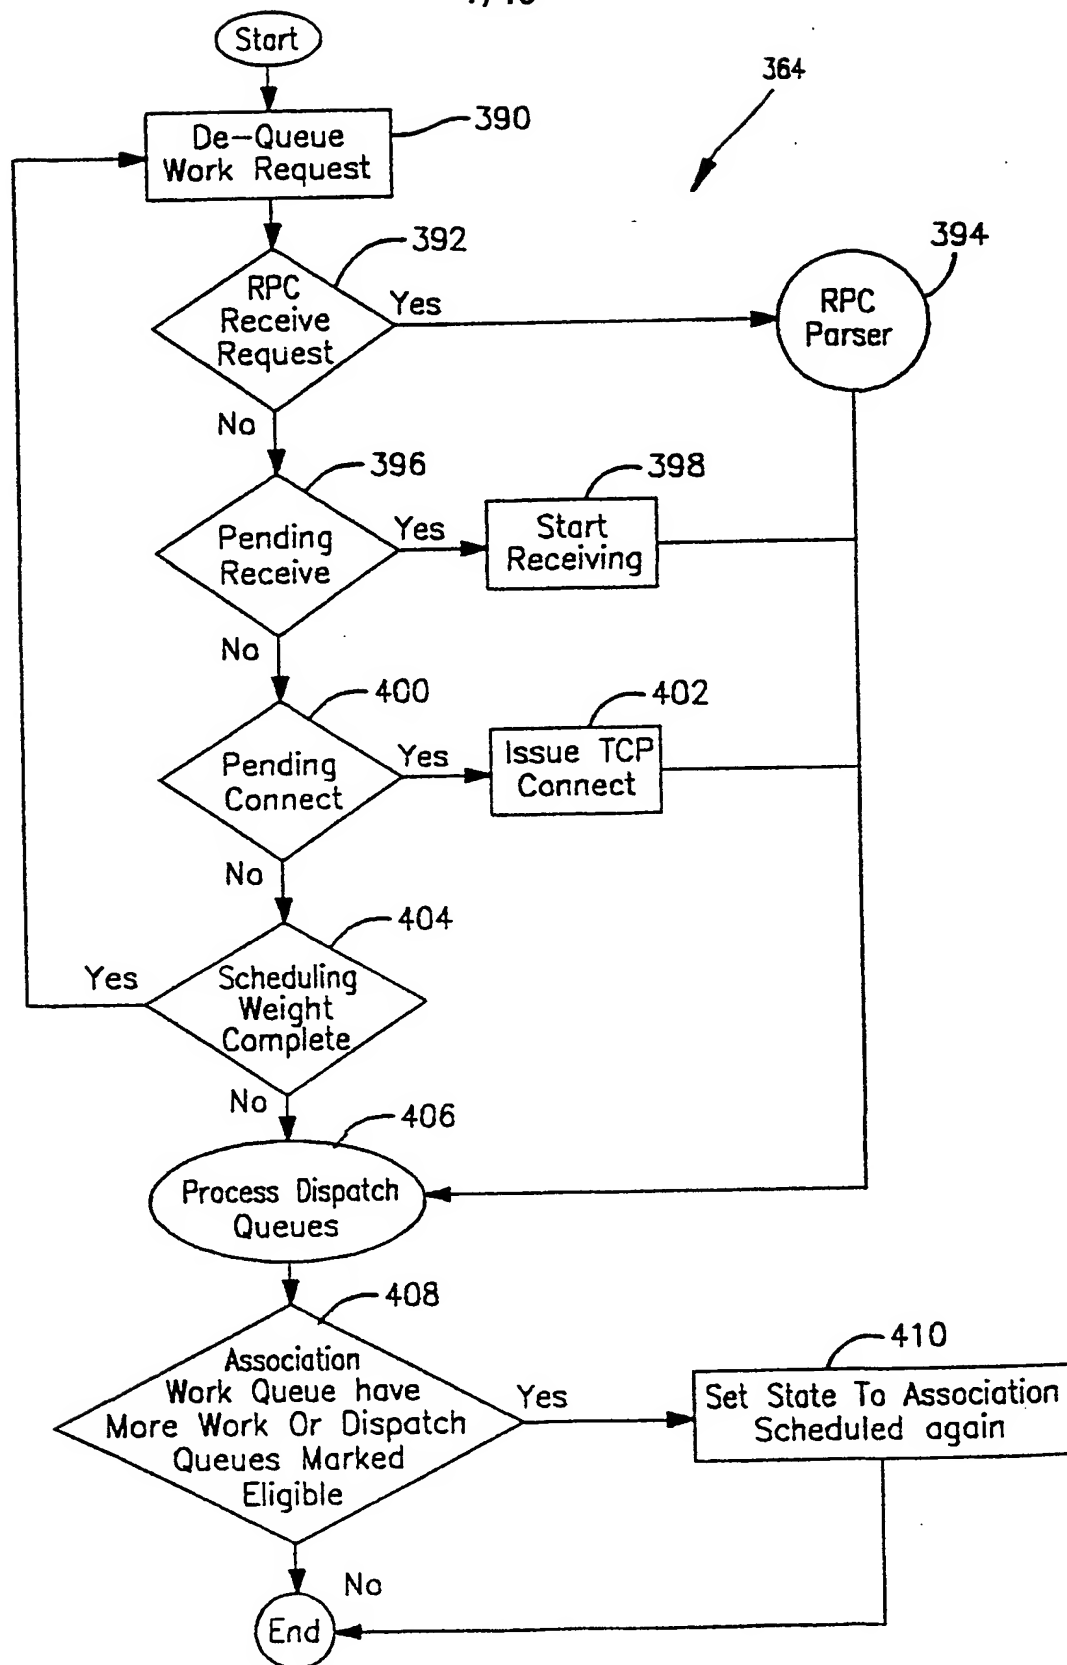 Start
364
De-Queue
Work Request
390
392
RPC
Receive
Request
Yes
394
RPC
Parser
No
396
Pending
Receive
Yes
398
Start
Receiving
No
400
Pending
Connect
Yes
402
Issue TCP
Connect
No
404
Yes
Scheduling
Weight
Complete
No
406
Process Dispatch
Queues
408
Association
Work Queue have
More Work Or Dispatch
Queues Marked
Eligible
Yes
410
Set State To Association
Scheduled again
No
End